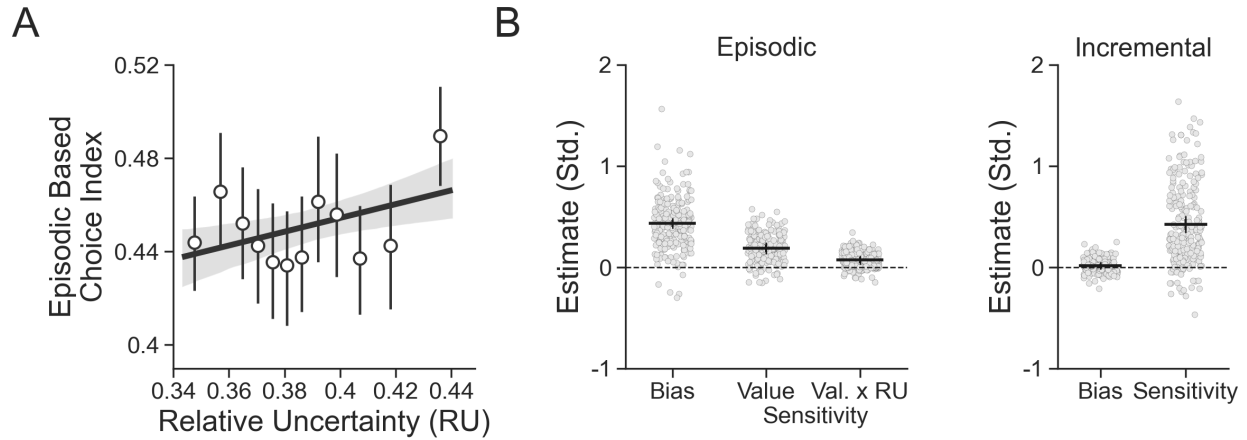 A
B
Episodic Based
Choice Index
0.52
0.48
0.44
0.4
0.34
0.36
0.38
0.4
0.42
0.44
Relative Uncertainty (RU)
Episodic
Estimate (Std.)
2
1
0
-1
Bias
Value
Val. x RU
Sensitivity
Incremental
Estimate (Std.)
2
1
0
-1
Bias
Sensitivity